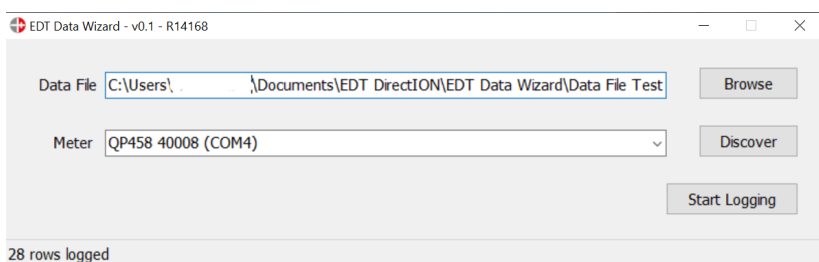 EDT Data Wizard - v0.1 - R14168
Data File C:\Users\ \Documents\EDT DirectION\EDT Data Wizard\Data File Test Browse
Meter QP458 40008 (COM4) Discover
Start Logging
28 rows logged